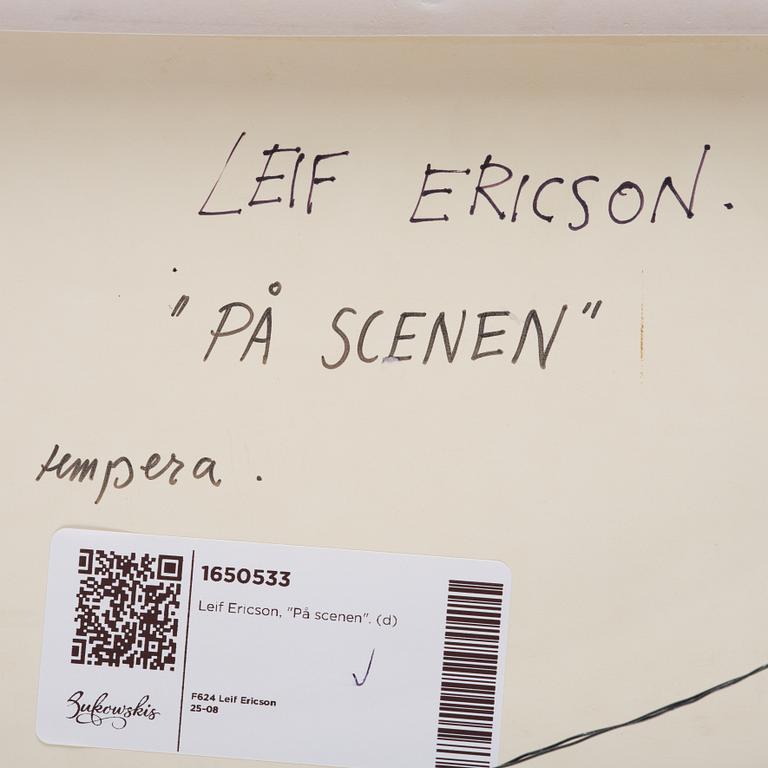 LEIF ERICSON.
"PÅ SCENEN"
tempera.
1650533
Leif Ericson, "På scenen". (d)
F624 Leif Ericson
25-08
Bukowskis